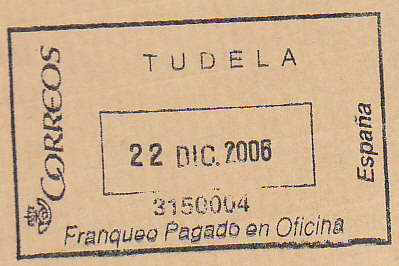 TUDELA
CORREOS
22 DIC. 2006
España
3150004
Franqueo Pagado en Oficina